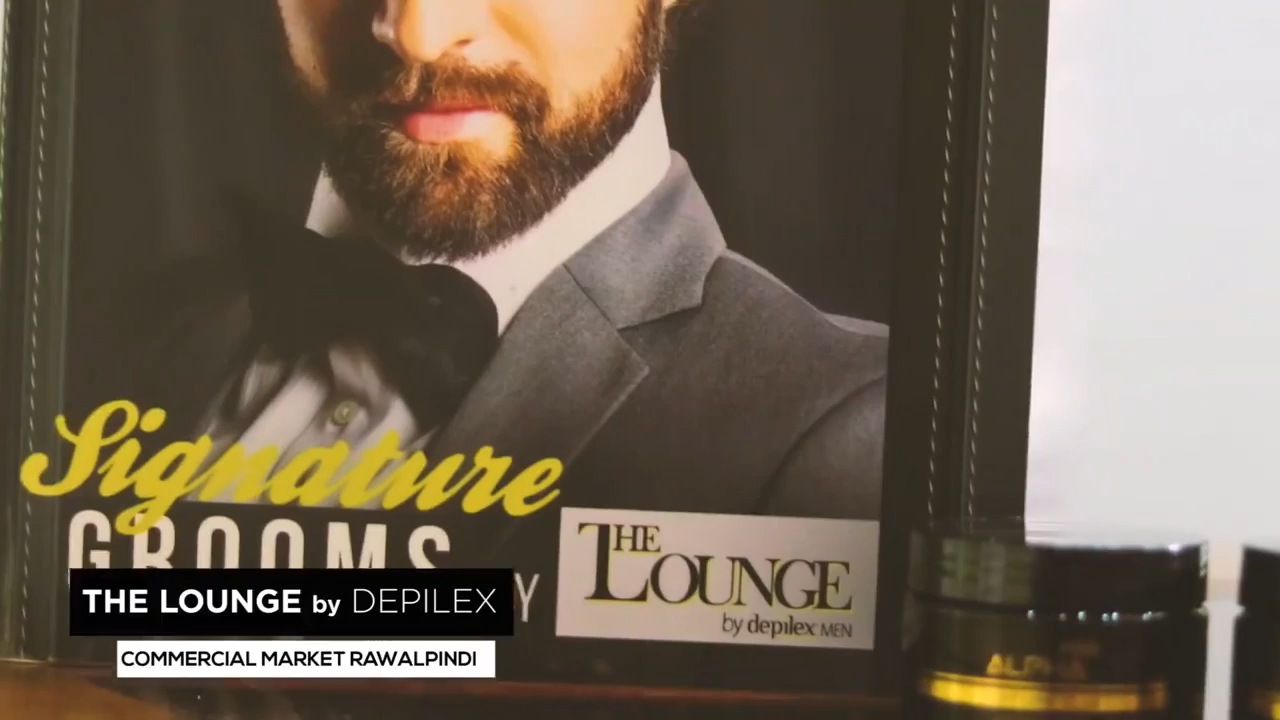 Signature
GROOMS
THE
LOUNGE
by depilex MEN
THE LOUNGE by DEPILEX
COMMERCIAL MARKET RAWALPINDI
ALPHA